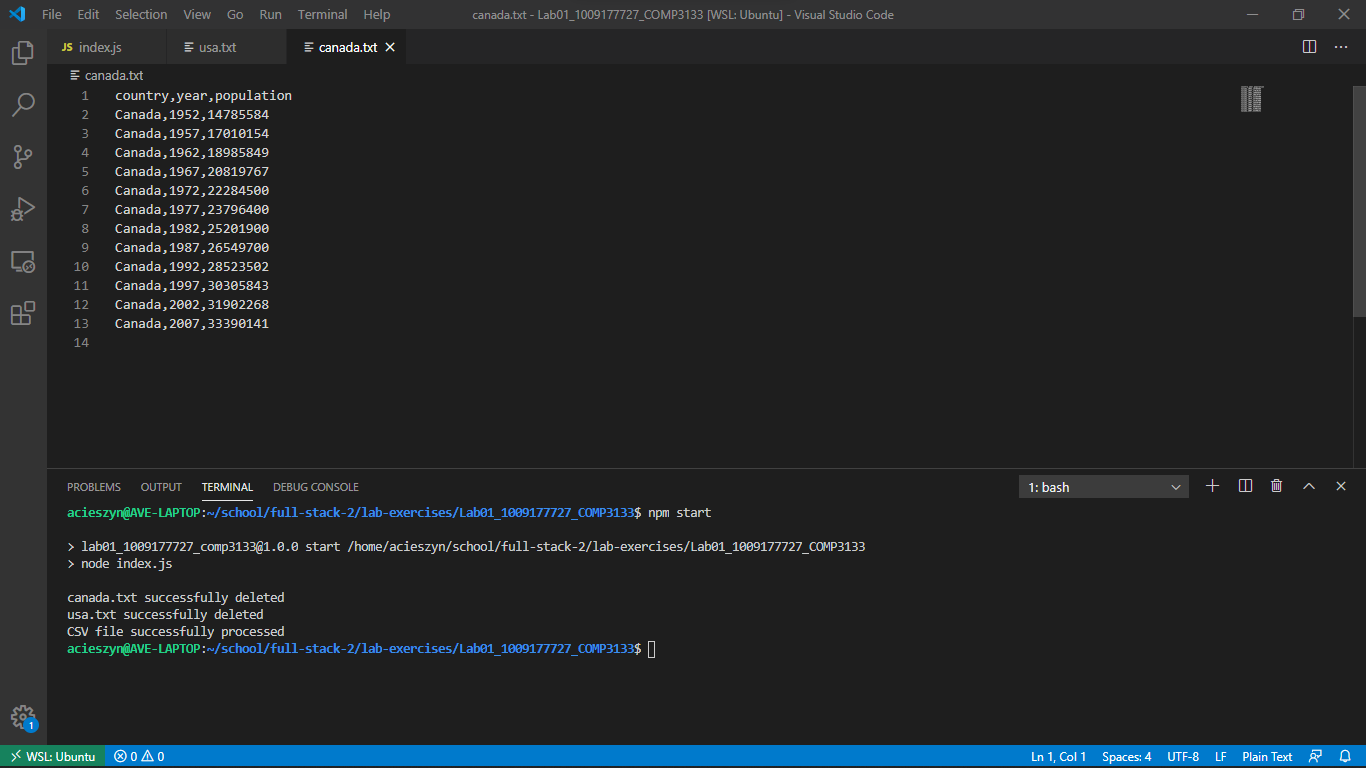 File Edit Selection View Go Run Terminal Help canada.txt - Lab01_1009177727_COMP3133 [WSL: Ubuntu] - Visual Studio Code
JS index.js usa.txt canada.txt
canada.txt
1 country,year,population
2 Canada,1952,14785584
3 Canada,1957,17010154
4 Canada,1962,18985849
5 Canada,1967,20819767
6 Canada,1972,22284500
7 Canada,1977,23796400
8 Canada,1982,25201900
9 Canada,1987,26549700
10 Canada,1992,28523502
11 Canada,1997,30305843
12 Canada,2002,31902268
13 Canada,2007,33390141
14
PROBLEMS OUTPUT TERMINAL DEBUG CONSOLE 1: bash
acieszyn@AVE-LAPTOP:~/school/full-stack-2/lab-exercises/Lab01_1009177727_COMP3133$ npm start
> lab01_1009177727_comp3133@1.0.0 start /home/acieszyn/school/full-stack-2/lab-exercises/Lab01_1009177727_COMP3133
> node index.js
canada.txt successfully deleted
usa.txt successfully deleted
CSV file successfully processed
acieszyn@AVE-LAPTOP:~/school/full-stack-2/lab-exercises/Lab01_1009177727_COMP3133$
1
WSL: Ubuntu 0 0 Ln 1, Col 1 Spaces: 4 UTF-8 LF Plain Text